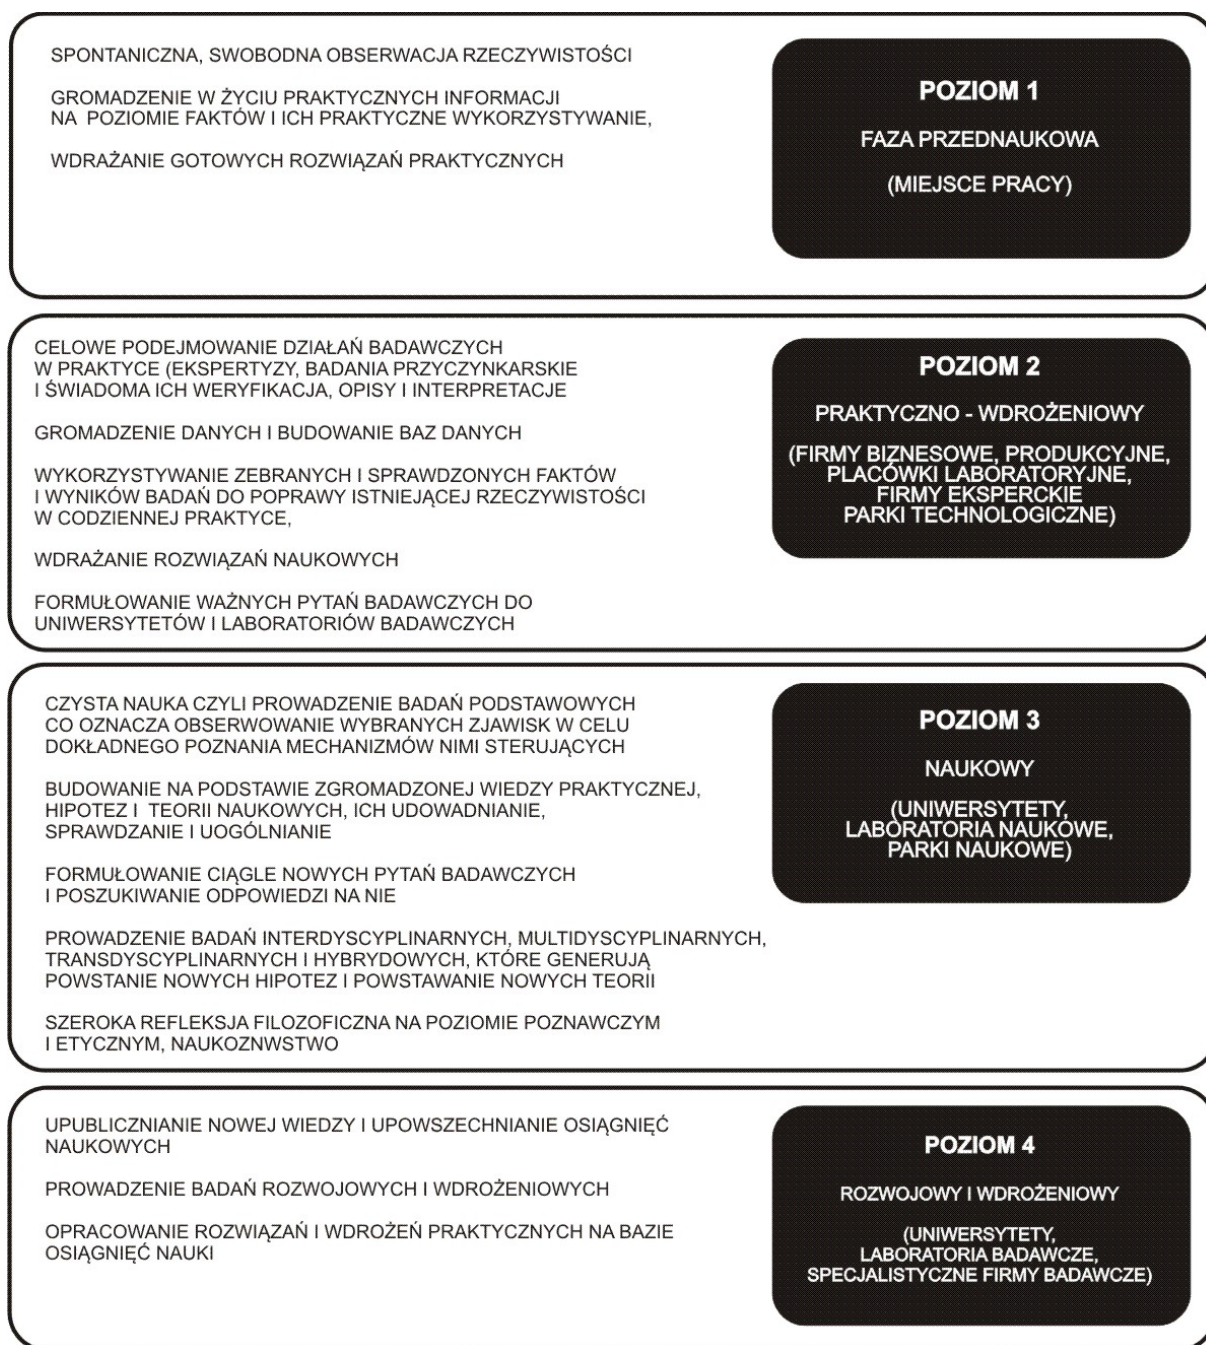 SPONTANICZNA, SWOBODNA OBSERWACJA RZECZYWISTOŚCI
GROMADZENIE W ŻYCIU PRAKTYCZNYCH INFORMACJI
NA POZIOMIE FAKTÓW I ICH PRAKTYCZNE WYKORZYSTYWANIE,
WDRAŻANIE GOTOWYCH ROZWIĄZAŃ PRAKTYCZNYCH
POZIOM 1
FAZA PRZEDNAUKOWA
(MIEJSCE PRACY)
CELOWE PODEJMOWANIE DZIAŁAŃ BADAWCZYCH
W PRAKTYCE (EKSPERTYZY, BADANIA PRZYCZYNKARSKIE
I ŚWIADOMA ICH WERYFIKACJA, OPISY I INTERPRETACJE
GROMADZENIE DANYCH I BUDOWANIE BAZ DANYCH
WYKORZYSTYWANIE ZEBRANYCH I SPRAWDZONYCH FAKTÓW
I WYNIKÓW BADAŃ DO POPRAWY ISTNIEJĄCEJ RZECZYWISTOŚCI
W CODZIENNEJ PRAKTYCE,
WDRAŻANIE ROZWIĄZAŃ NAUKOWYCH
FORMUŁOWANIE WAŻNYCH PYTAŃ BADAWCZYCH DO
UNIWERSYTETÓW I LABORATORIÓW BADAWCZYCH
POZIOM 2
PRAKTYCZNO - WDROŻENIOWY
(FIRMY BIZNESOWE, PRODUKCYJNE,
PLACÓWKI LABORATORYJNE,
FIRMY EKSPERCKIE
PARKI TECHNOLOGICZNE)
CZYSTA NAUKA CZYLI PROWADZENIE BADAŃ PODSTAWOWYCH
CO OZNACZA OBSERWOWANIE WYBRANYCH ZJAWISK W CELU
DOKŁADNEGO POZNANIA MECHANIZMÓW NIMI STERUJĄCYCH
BUDOWANIE NA PODSTAWIE ZGROMADZONEJ WIEDZY PRAKTYCZNEJ,
HIPOTEZ I TEORII NAUKOWYCH, ICH UDOWADNIANIE,
SPRAWDZANIE I UOGÓLNIANIE
FORMUŁOWANIE CIĄGLE NOWYCH PYTAŃ BADAWCZYCH
I POSZUKIWANIE ODPOWIEDZI NA NIE
PROWADZENIE BADAŃ INTERDYSCYPLINARNYCH, MULTIDYSCYPLINARNYCH,
TRANSDYSCYPLINARNYCH I HYBRYDOWYCH, KTÓRE GENERUJĄ
POWSTANIE NOWYCH HIPOTEZ I POWSTAWANIE NOWYCH TEORII
SZEROKA REFLEKSJA FILOZOFICZNA NA POZIOMIE POZNAWCZYM
I ETYCZNYM, NAUKOZNWSTWO
POZIOM 3
NAUKOWY
(UNIWERSYTETY,
LABORATORIA NAUKOWE,
PARKI NAUKOWE)
UPUBLICZNIANIE NOWEJ WIEDZY I UPOWSZECHNIANIE OSIĄGNIĘĆ
NAUKOWYCH
PROWADZENIE BADAŃ ROZWOJOWYCH I WDROŻENIOWYCH
OPRACOWANIE ROZWIĄZAŃ I WDROŻEŃ PRAKTYCZNYCH NA BAZIE
OSIĄGNIĘĆ NAUKI
POZIOM 4
ROZWOJOWY I WDROŻENIOWY
(UNIWERSYTETY,
LABORATORIA BADAWCZE,
SPECJALISTYCZNE FIRMY BADAWCZE)